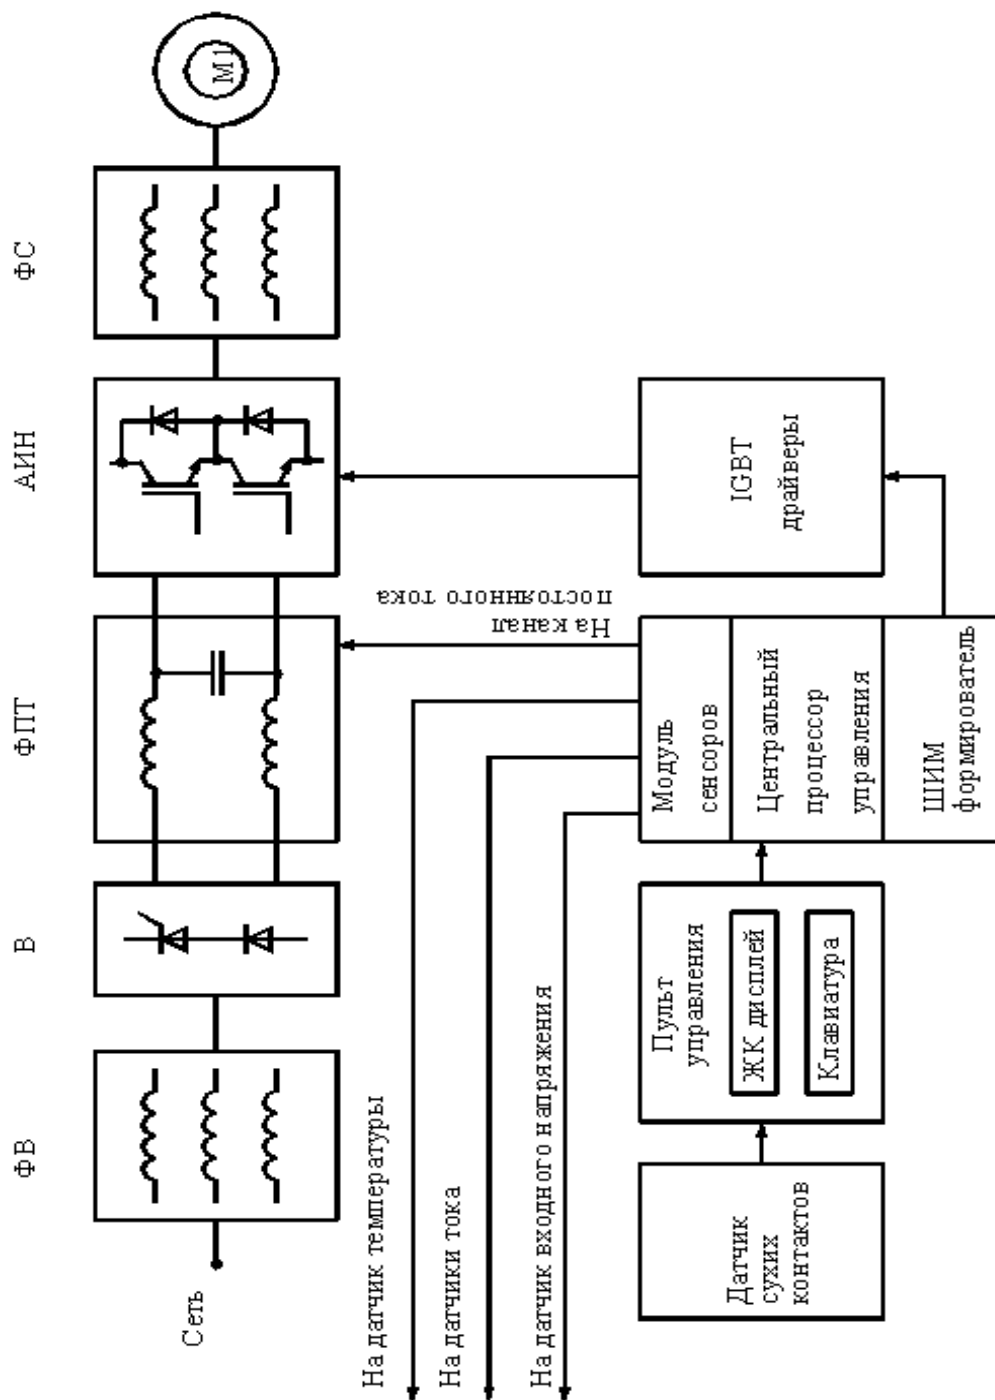 ФВ
В
ФПТ
АИН
ФС
Сеть
М1
На канал
постоянного тока
IGBT
драйверы
Модуль
сенсоров
Центральный
процессор
управления
ШИМ
формирователь
Пульт
управления
ЖК дисплей
Клавиатура
Датчик
сухих
контактов
На датчик температуры
На датчики тока
На датчик входного напряжения